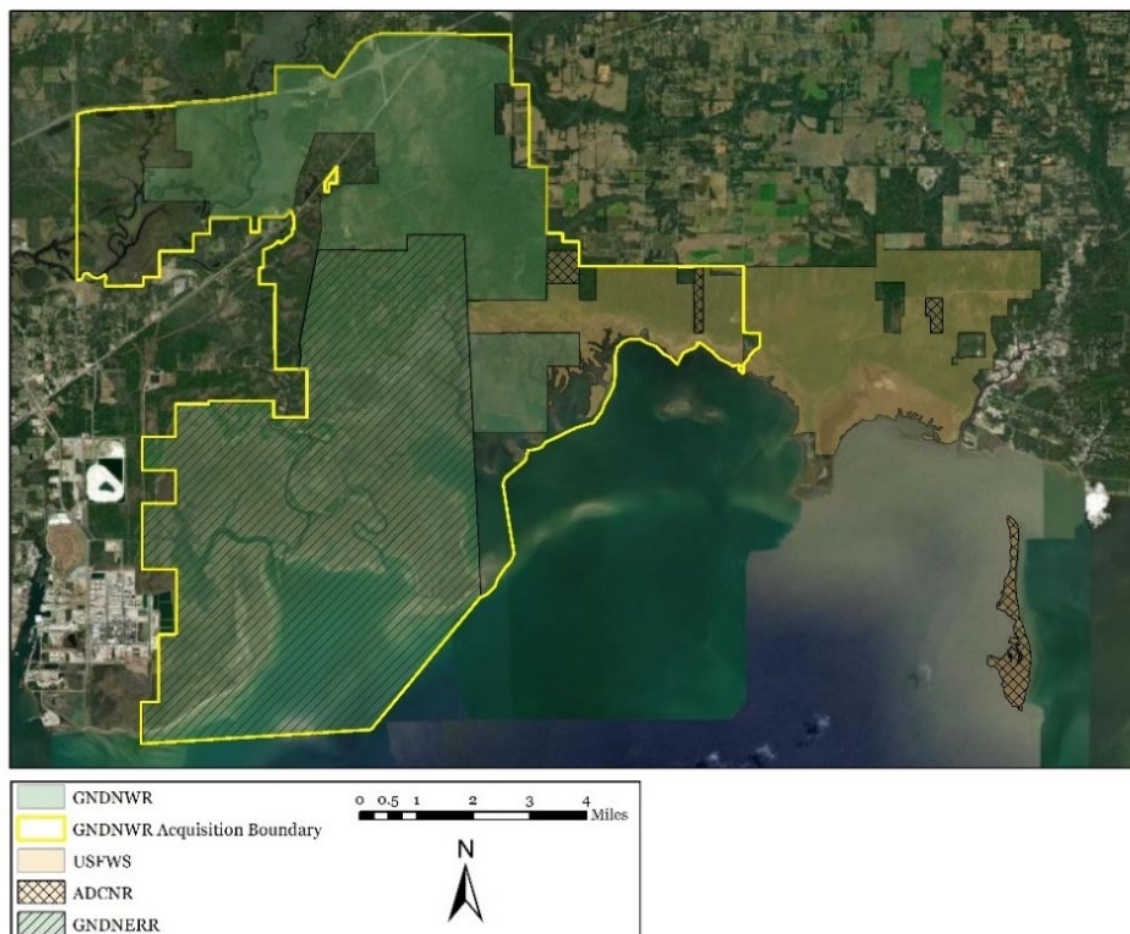 GNDNWR
GNDNWR Acquisition Boundary
USFWS
ADCNR
GNDNERR
0 0.5 1 2 3 4
Miles
N